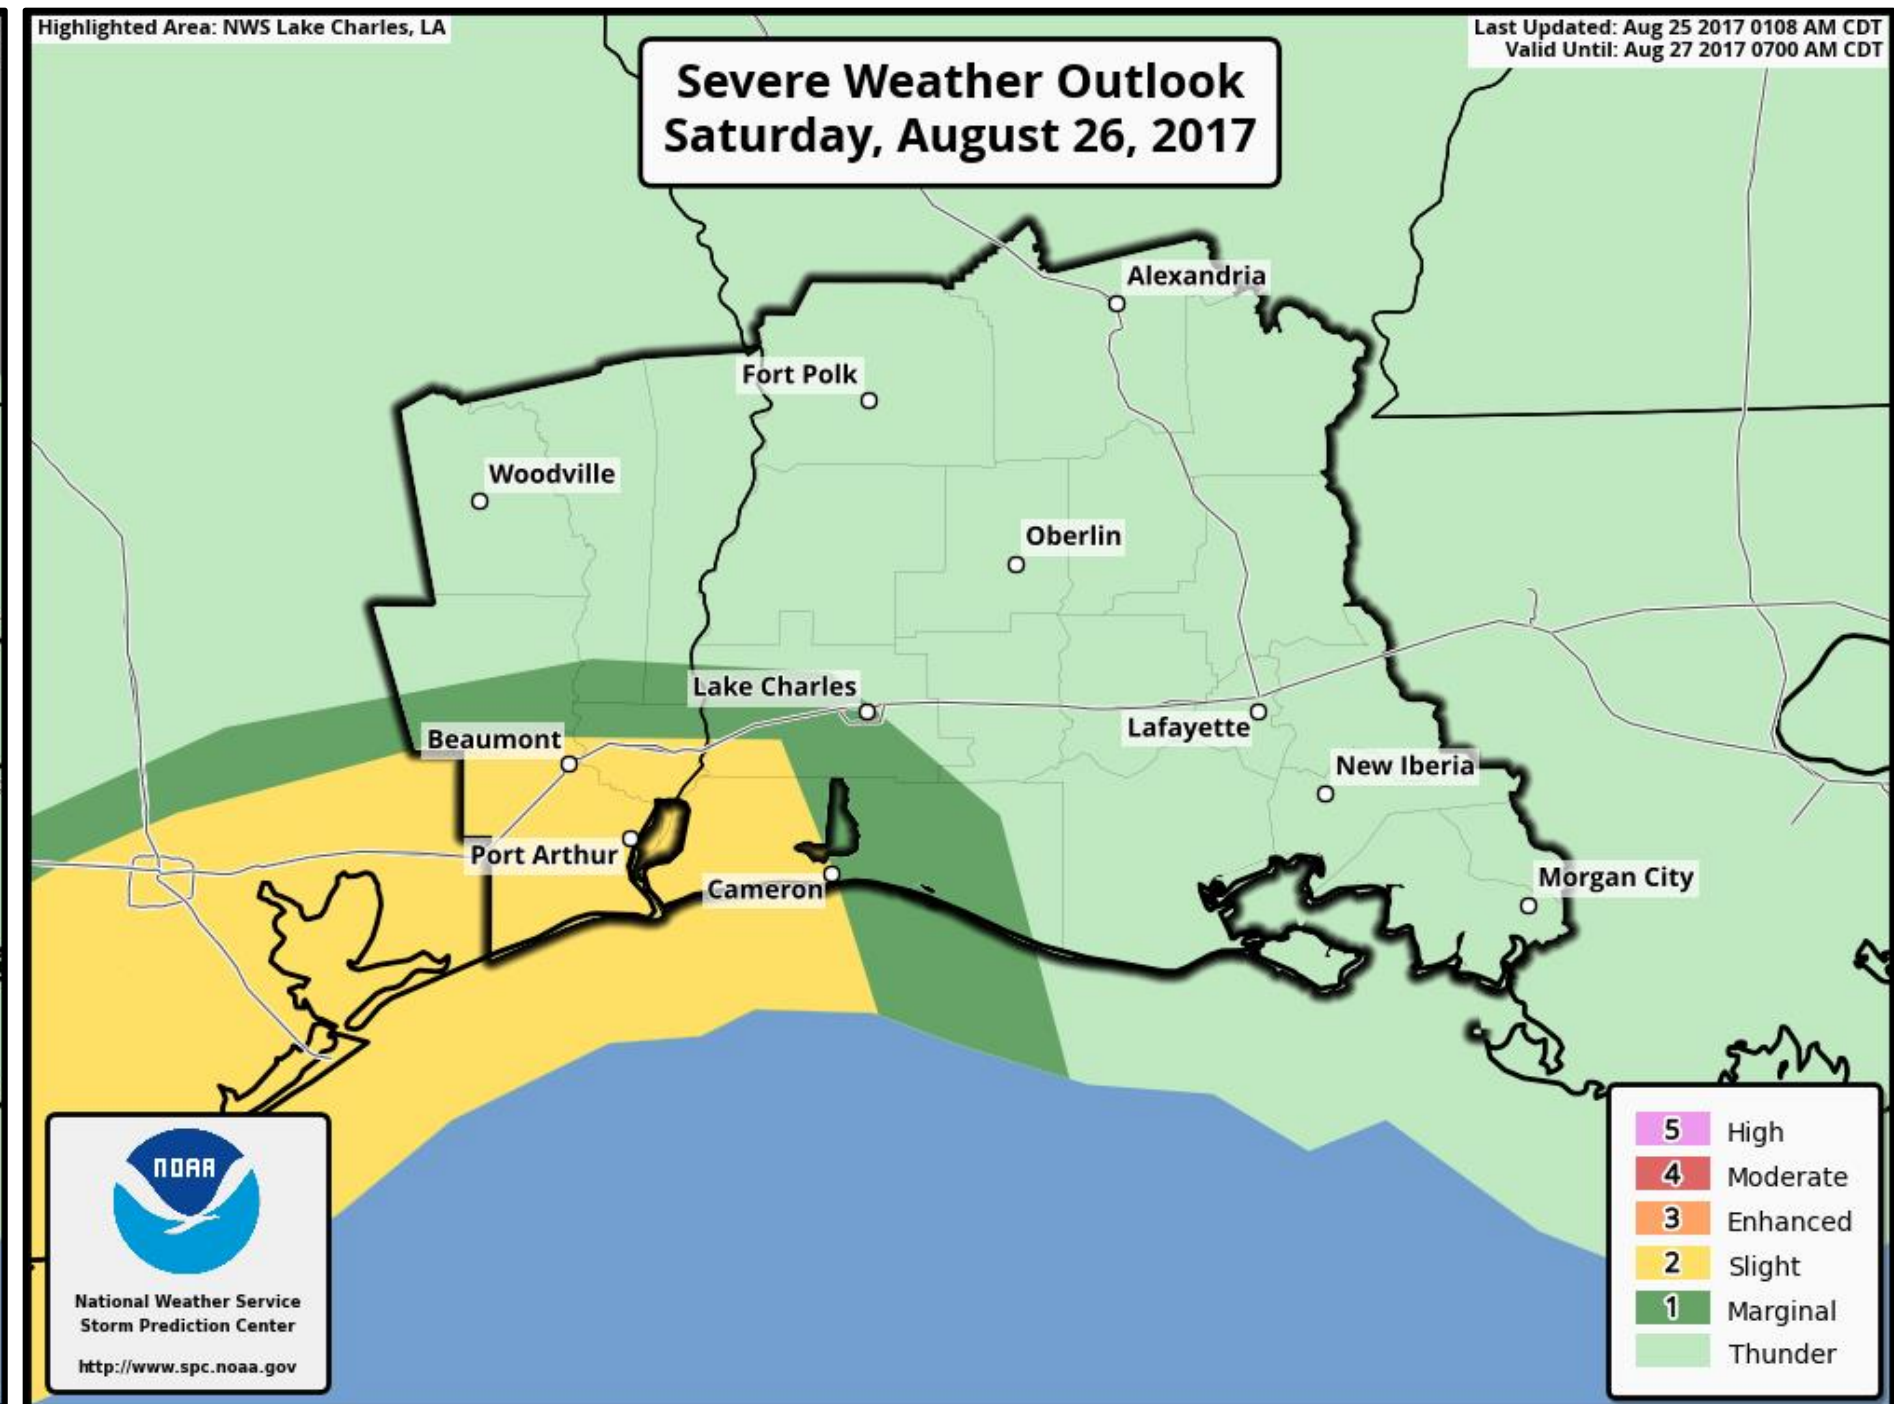 Highlighted Area: NWS Lake Charles, LA
Last Updated: Aug 25 2017 0108 AM CDT
Valid Until: Aug 27 2017 0700 AM CDT
Severe Weather Outlook
Saturday, August 26, 2017
Alexandria
Fort Polk
Woodville
Oberlin
Lake Charles
Lafayette
Beaumont
New Iberia
Port Arthur
Cameron
Morgan City
NOAA
National Weather Service
Storm Prediction Center
http://www.spc.noaa.gov
5 High
4 Moderate
3 Enhanced
2 Slight
1 Marginal
Thunder